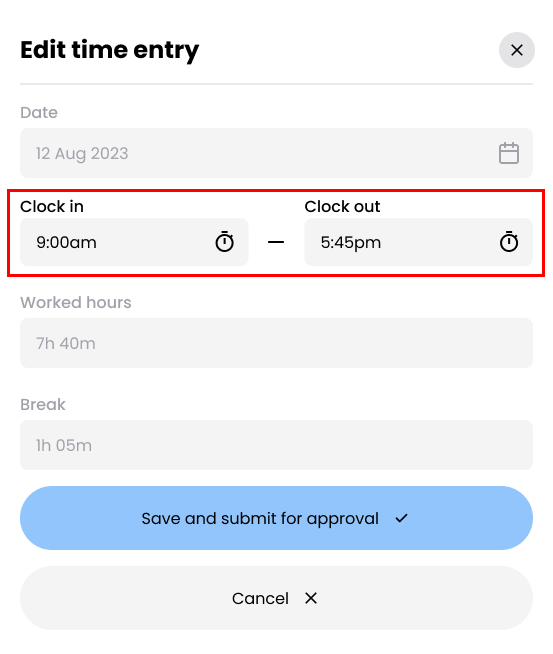 Edit time entry
Date
12 Aug 2023
Clock in
Clock out
9:00am
5:45pm
Worked hours
7h 40m
Break
1h 05m
Save and submit for approval
Cancel